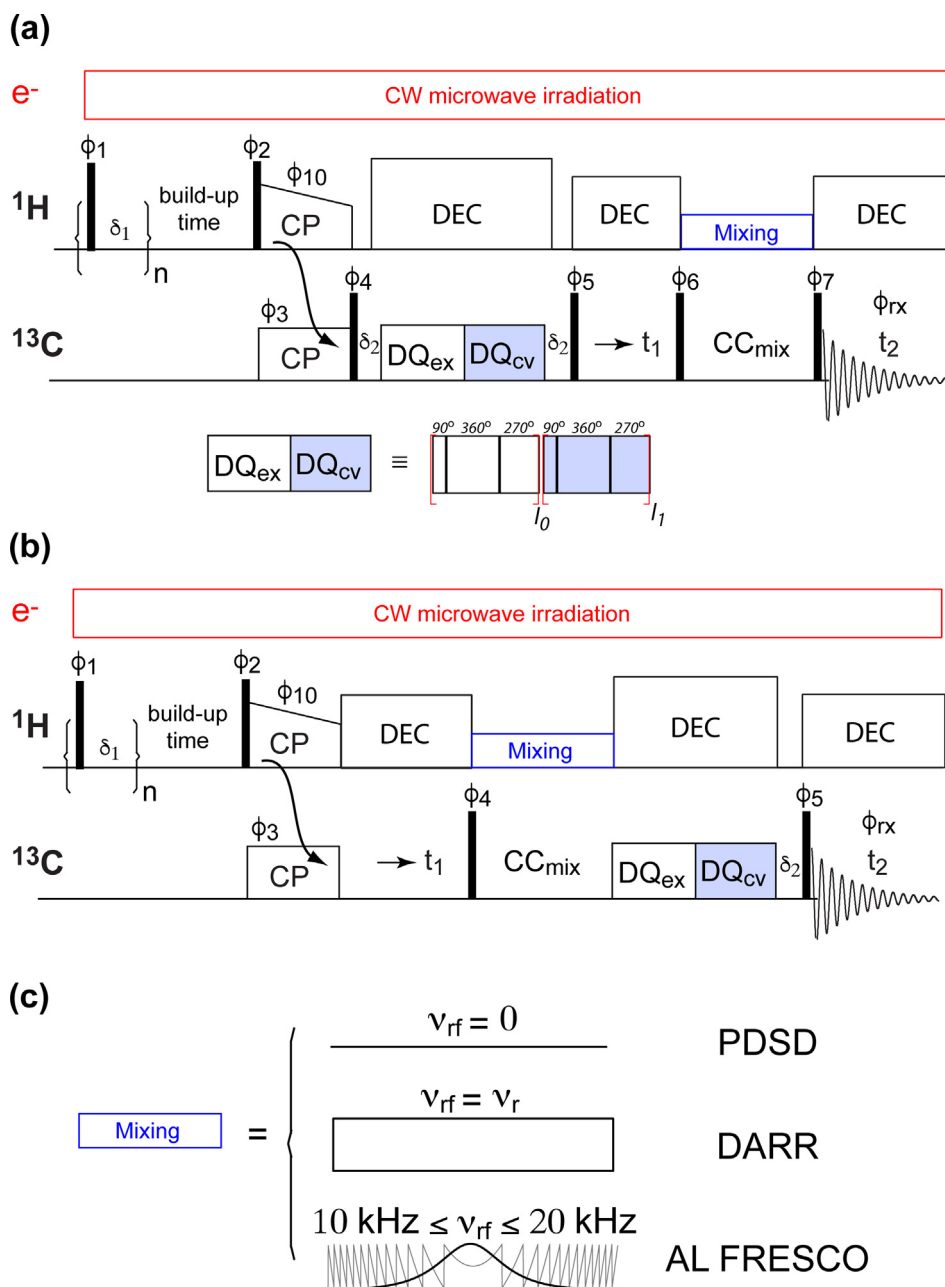 (a)
e-
CW microwave irradiation
ϕ1 ϕ2 ϕ10
1H { δ1 }n build-up time CP DEC DEC Mixing DEC
ϕ3 ϕ4 ϕ5 ϕ6 ϕ7 ϕrx
13C CP δ2 DQex DQcv δ2 → t1 CCmix t2
90° 360° 270° 90° 360° 270°
DQex DQcv ≡ l0 l1
(b)
e-
CW microwave irradiation
ϕ1 ϕ2 ϕ10
1H { δ1 }n build-up time CP DEC Mixing DEC DEC
ϕ3 ϕ4 ϕ5 ϕrx
13C CP → t1 CCmix DQex DQcv δ2 t2
(c)
νrf = 0 PDSD
νrf = νr
Mixing = { DARR
10 kHz ≤ νrf ≤ 20 kHz
AL FRESCO